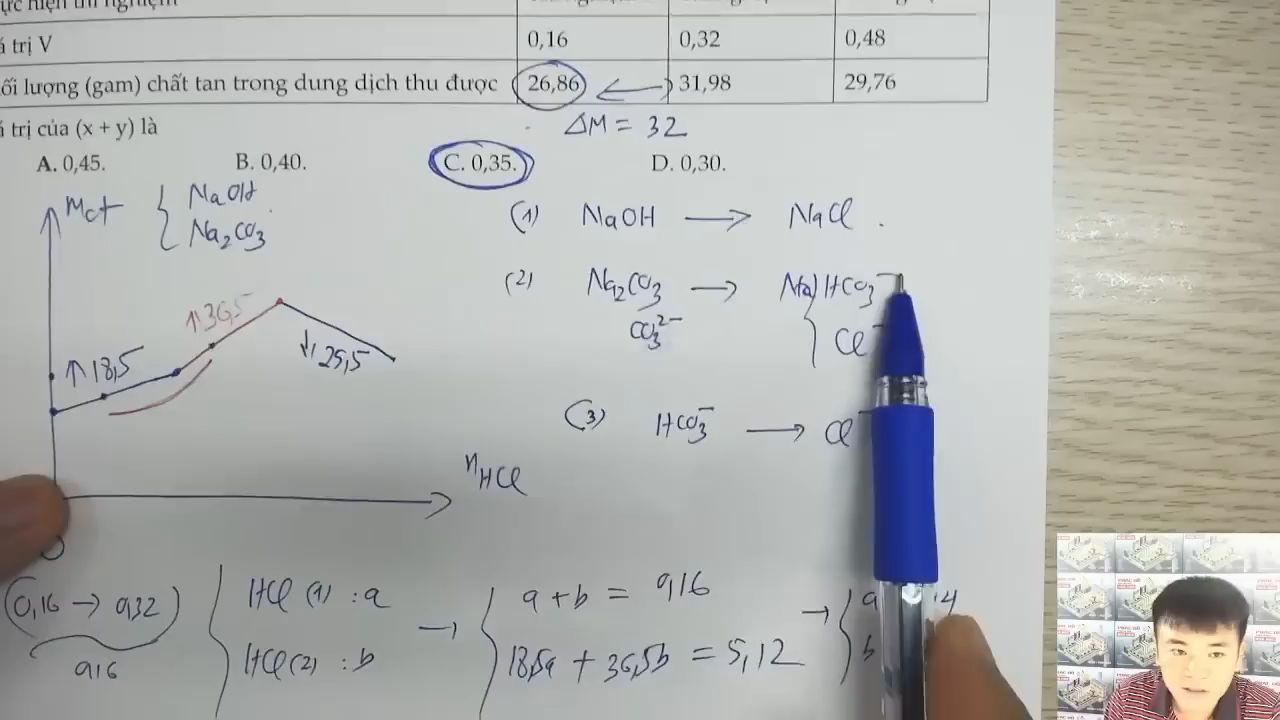 ực hiện thí nghiệm
á trị V 0,16 0,32 0,48
ối lượng (gam) chất tan trong dung dịch thu được 26,86 31,98 29,76
á trị của (x + y) là
ΔM = 32
A. 0,45. B. 0,40. C. 0,35. D. 0,30.
mct
NaOH
Na2CO3
(1) NaOH → NaCl.
(2) Na2CO3 → NaHCO3-
CO3^2- Cl-
↑18,5
↑36,5
↓25,5
(3) HCO3- → Cl-
nHCl
O
(0,16 → 0,32)
0,16
HCl (1) : a
HCl (2) : b
→ a + b = 0,16
18,5a + 36,5b = 5,12
→ a
b